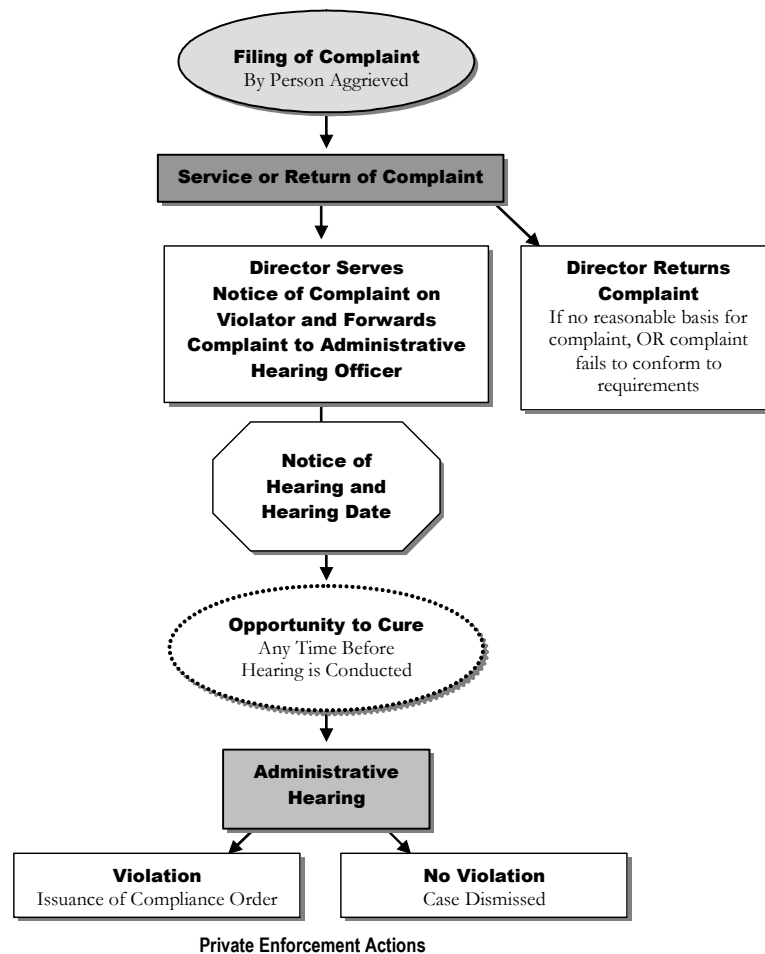 Filing of Complaint
By Person Aggrieved
Service or Return of Complaint
Director Serves
Notice of Complaint on
Violator and Forwards
Complaint to Administrative
Hearing Officer
Director Returns
Complaint
If no reasonable basis for
complaint, OR complaint
fails to conform to
requirements
Notice of
Hearing and
Hearing Date
Opportunity to Cure
Any Time Before
Hearing is Conducted
Administrative
Hearing
Violation
Issuance of Compliance Order
No Violation
Case Dismissed
Private Enforcement Actions